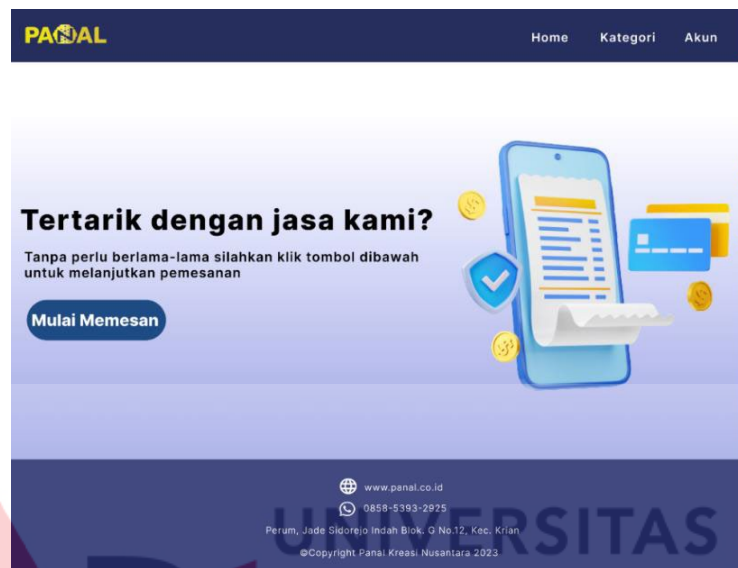 PANAL
Home Kategori Akun
Tertarik dengan jasa kami?
Tanpa perlu berlama-lama silahkan klik tombol dibawah
untuk melanjutkan pemesanan
Mulai Memesan
www.panal.co.id
0858-5393-2925
Perum, Jade Sidorejo Indah Blok. G No.12, Kec. Krian
©Copyright Panal Kreasi Nusantara 2023
UNIVERSITAS